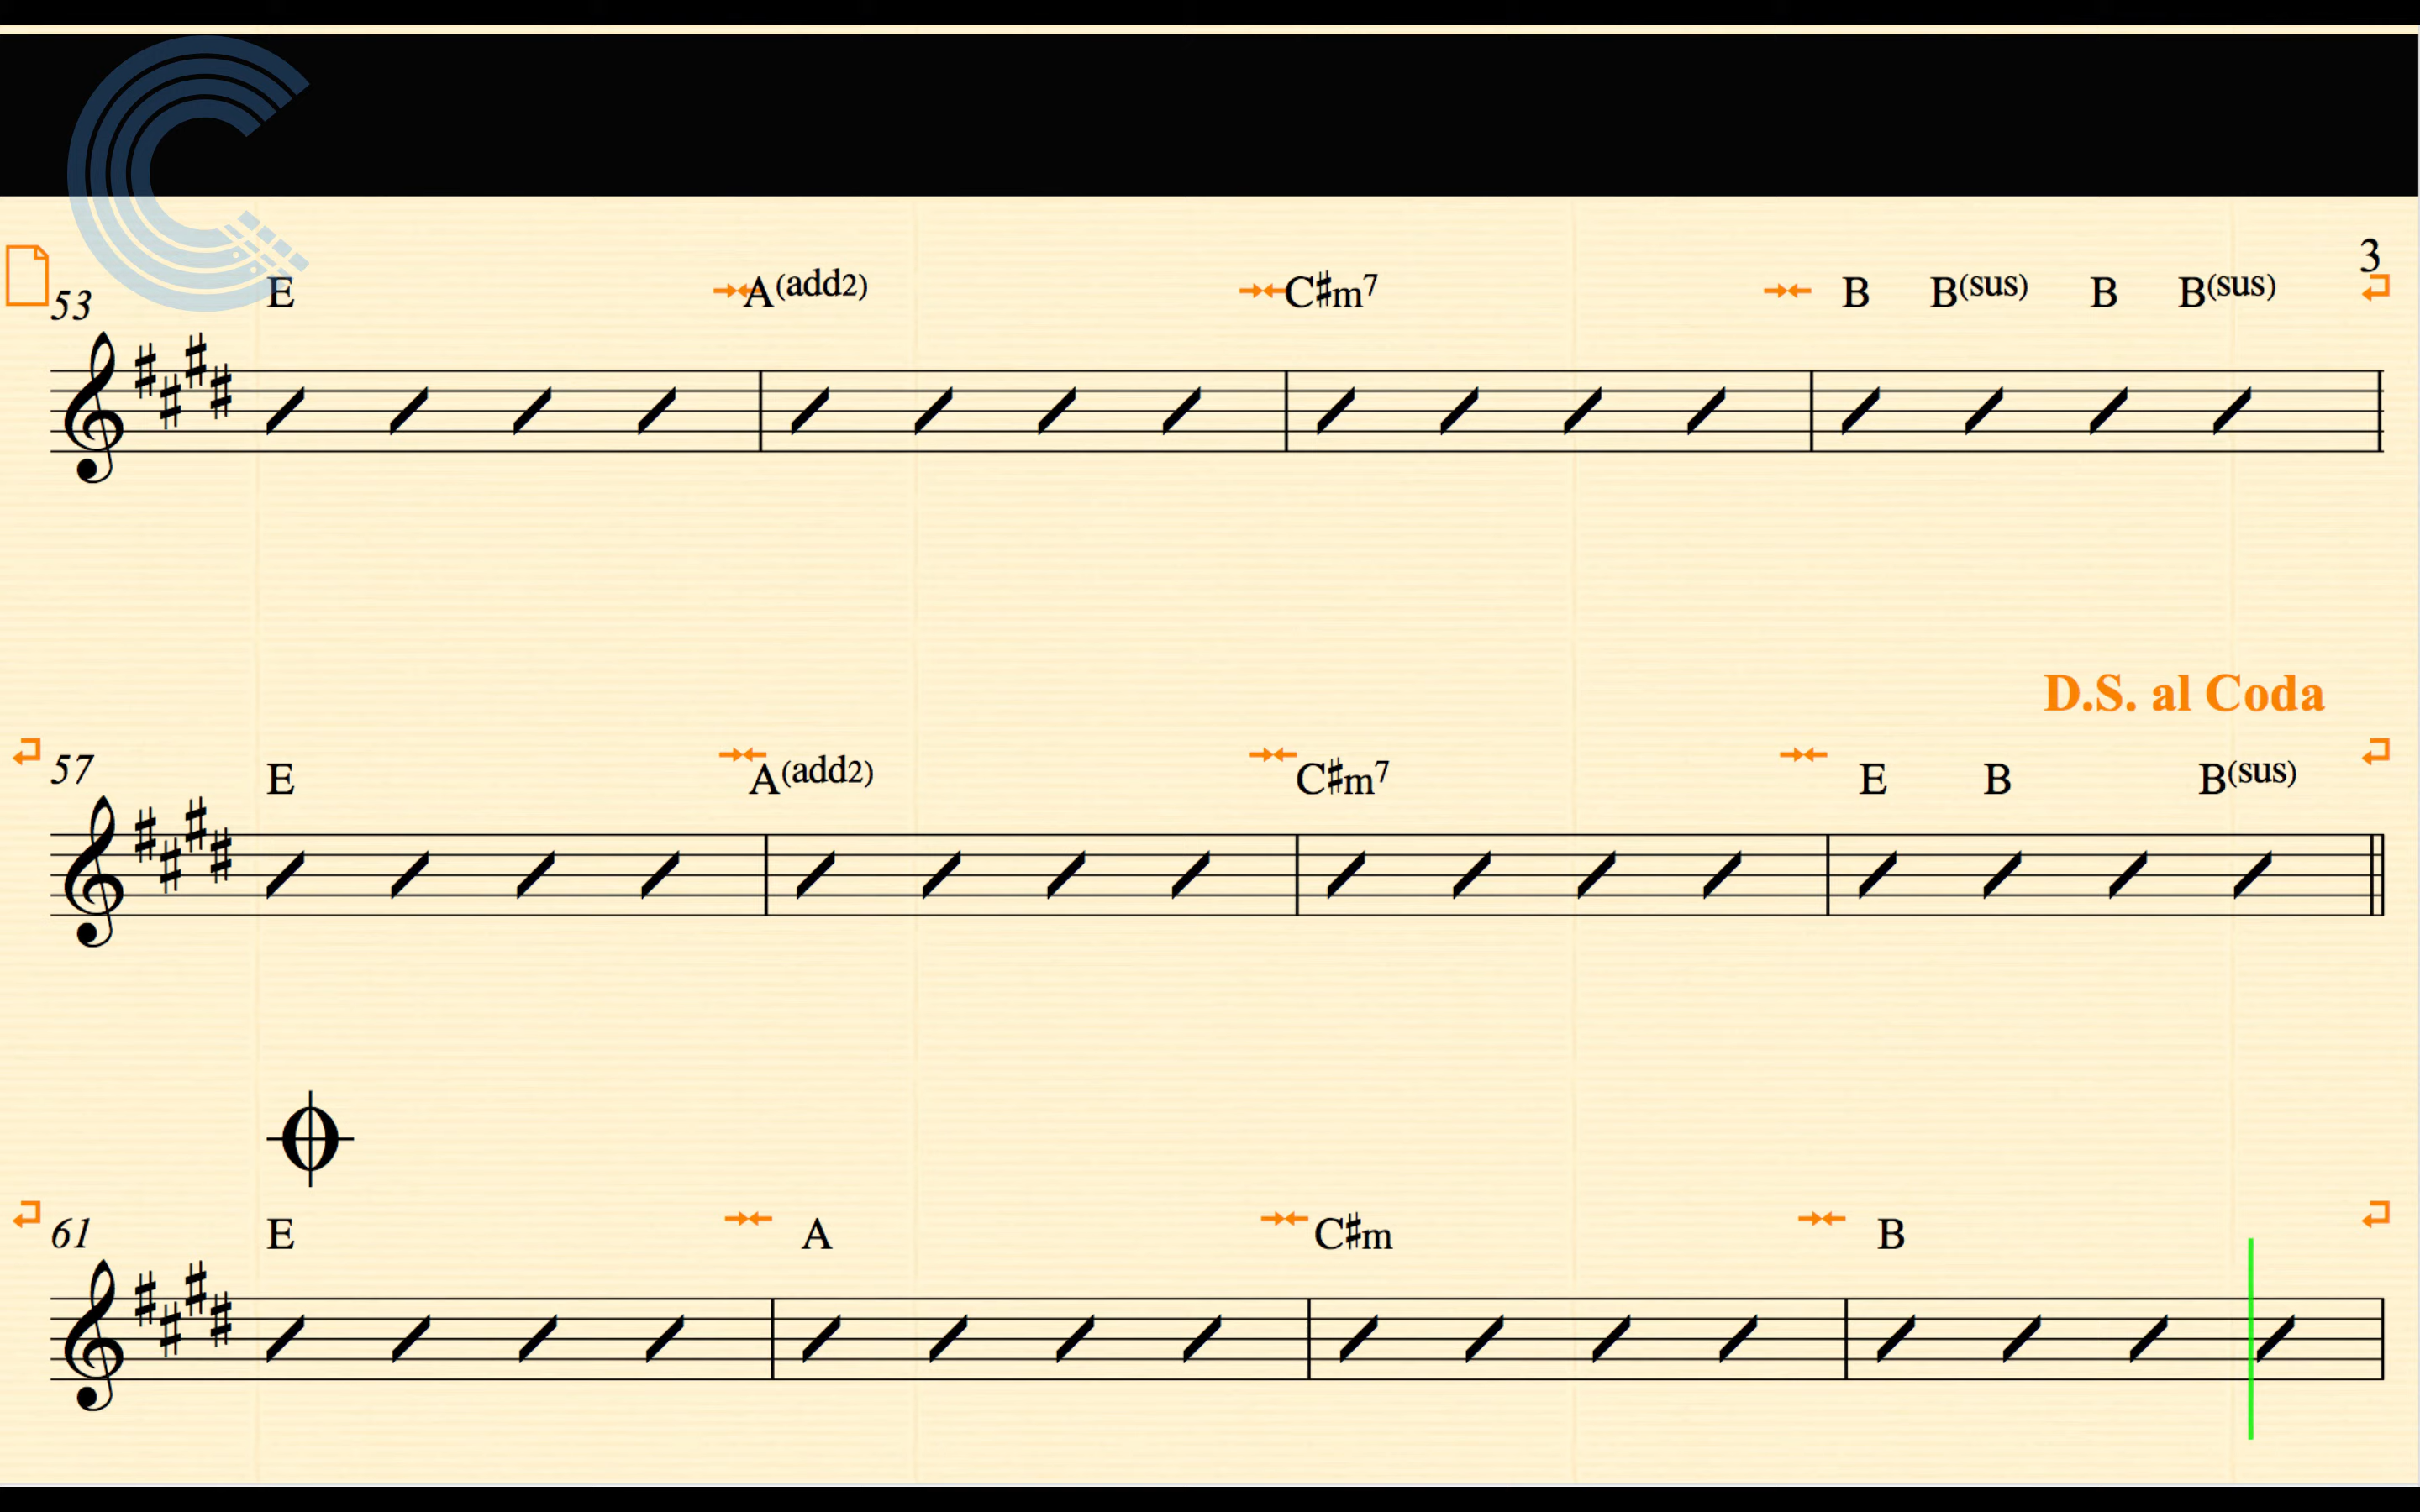 3
53 E A(add2) C♯m7 B B(sus) B B(sus)
D.S. al Coda
57 E A(add2) C♯m7 E B B(sus)
61 E A C♯m B